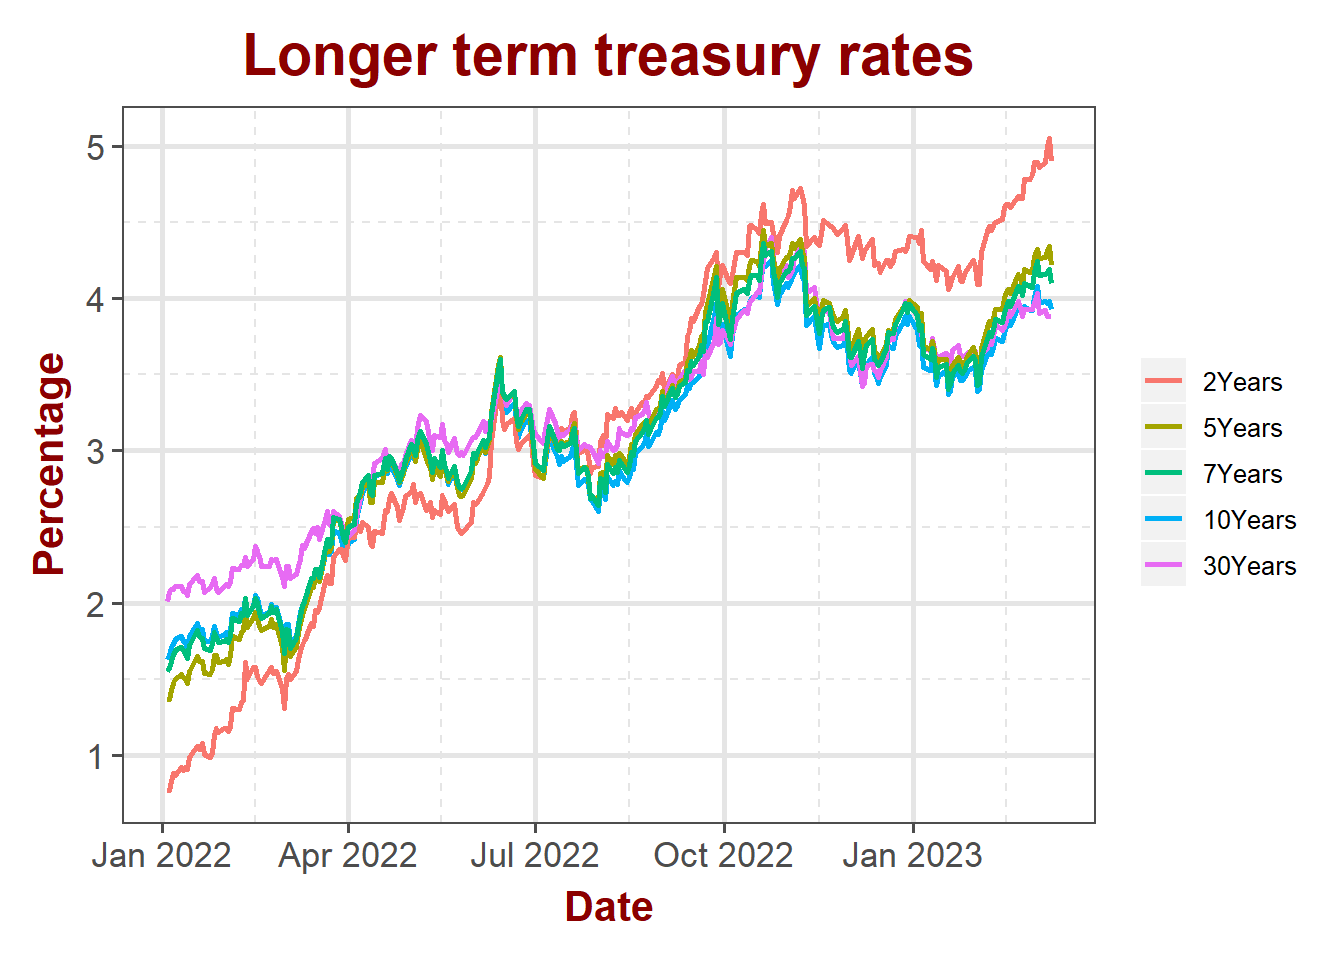 Longer term treasury rates
Percentage
5
4
3
2
1
Jan 2022 Apr 2022 Jul 2022 Oct 2022 Jan 2023
Date
2Years
5Years
7Years
10Years
30Years